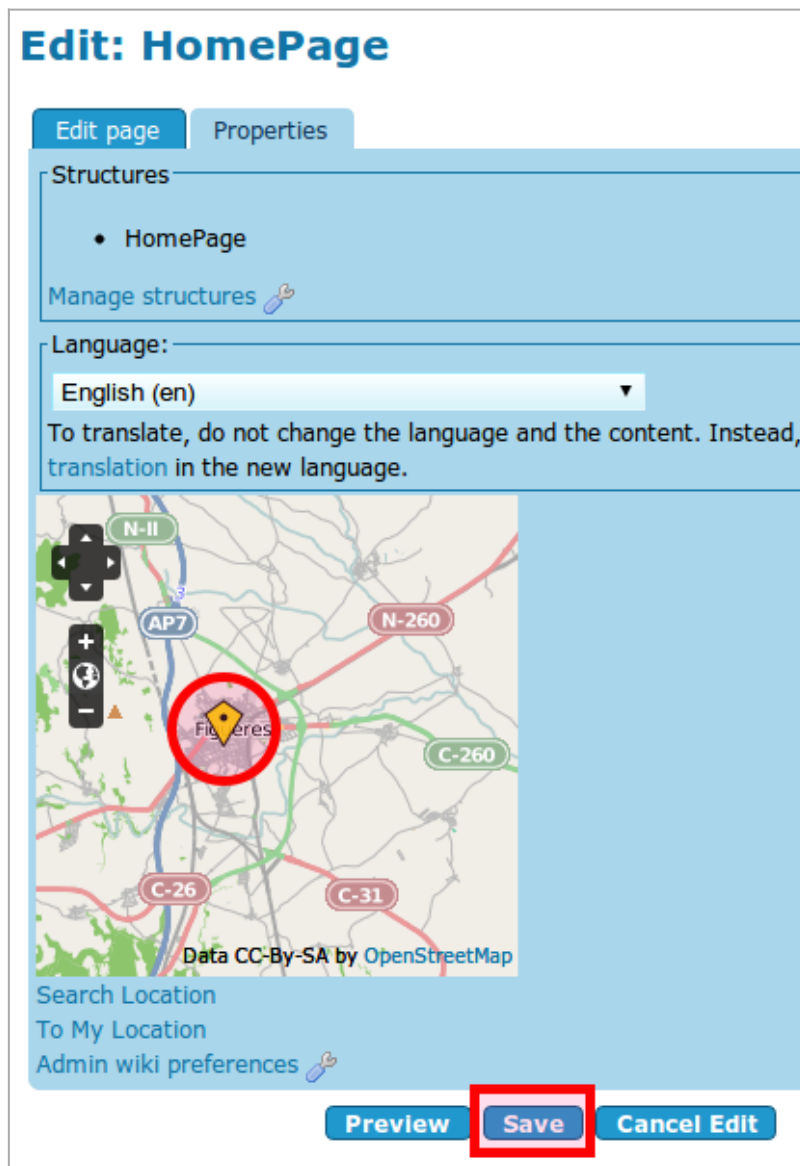 Edit: HomePage
Edit page Properties
Structures
• HomePage
Manage structures
Language:
English (en)
To translate, do not change the language and the content. Instead,
translation in the new language.
N-II
3
AP7
N-260
C-260
C-26
C-31
Data CC-By-SA by OpenStreetMap
Search Location
To My Location
Admin wiki preferences
Preview Save Cancel Edit